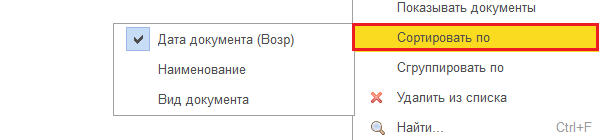 Показывать документы
Дата документа (Возр)
Сортировать по
Наименование
Сгруппировать по
Вид документа
Удалить из списка
Найти... Ctrl+F